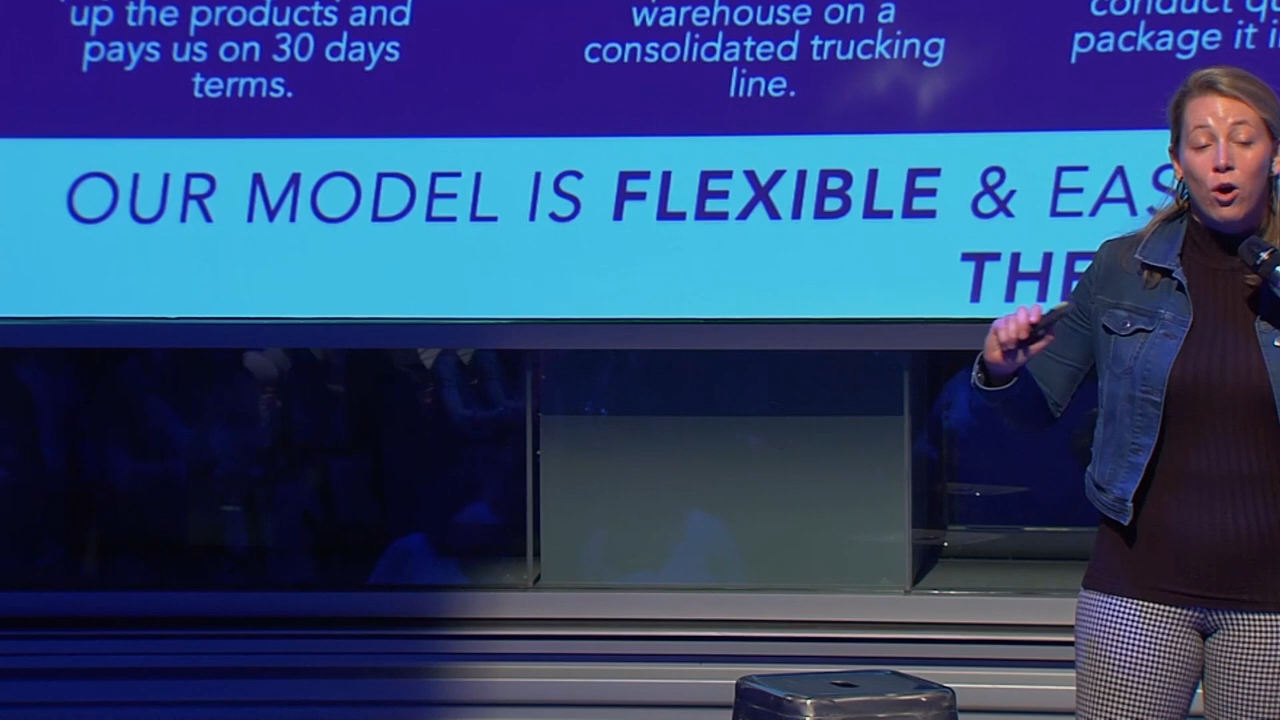 up the products and
pays us on 30 days
terms.
warehouse on a
consolidated trucking
line.
conduct
package it
OUR MODEL IS FLEXIBLE &